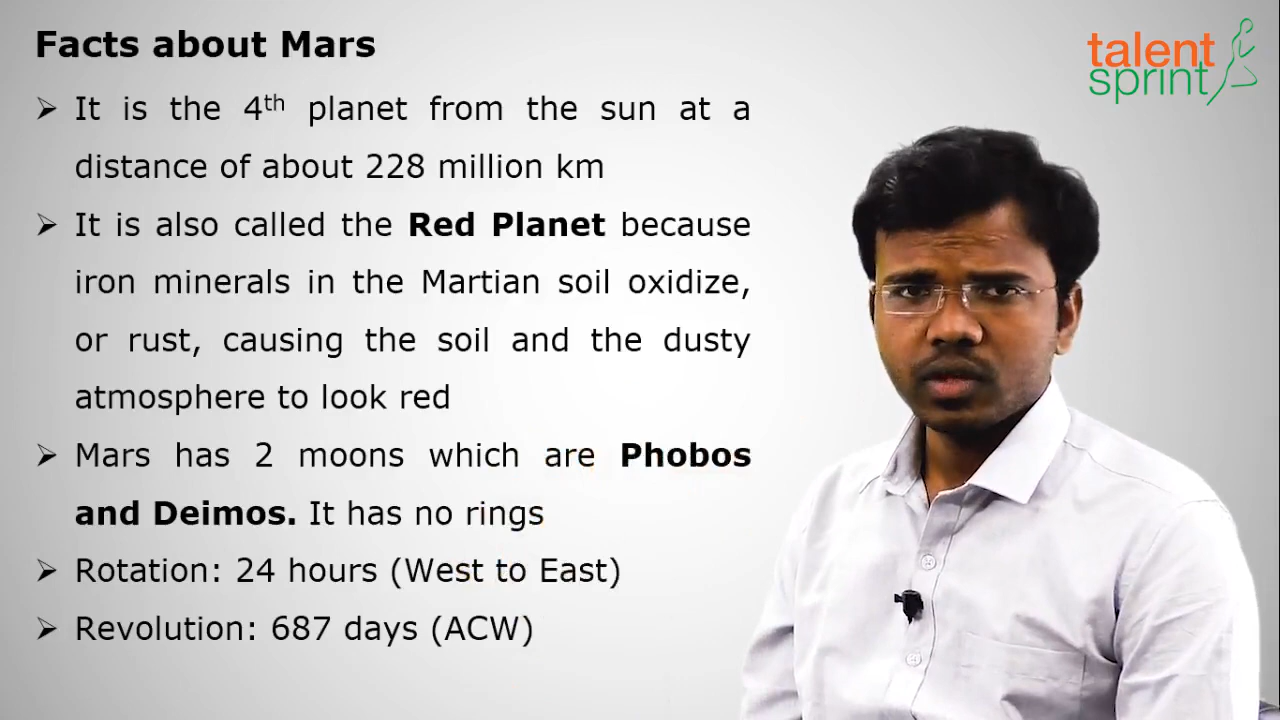 Facts about Mars
talent
sprint
➢ It is the 4th planet from the sun at a
distance of about 228 million km
➢ It is also called the Red Planet because
iron minerals in the Martian soil oxidize,
or rust, causing the soil and the dusty
atmosphere to look red
➢ Mars has 2 moons which are Phobos
and Deimos. It has no rings
➢ Rotation: 24 hours (West to East)
➢ Revolution: 687 days (ACW)